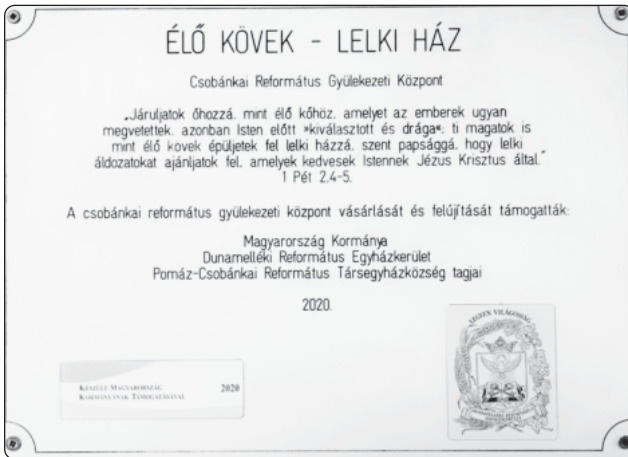 ÉLŐ KÖVEK - LELKI HÁZ
Csobánkai Református Gyülekezeti Központ
„Járuljatok őhozzá, mint élő kőhöz, amelyet az emberek ugyan
megvetettek, azonban Isten előtt »kiválasztott és drága«; ti magatok is
mint élő kövek épüljetek fel lelki házzá, szent papsággá, hogy lelki
áldozatokat ajánljatok fel, amelyek kedvesek Istennek Jézus Krisztus által."
1 Pét 2,4-5.
A csobánkai református gyülekezeti központ vásárlását és felújítását támogatták:
Magyarország Kormánya
Dunamelléki Református Egyházkerület
Pomáz-Csobánkai Református Társegyházközség tagjai
2020.
KÉSZÜLT MAGYARORSZÁG
KORMÁNYÁNAK TÁMOGATÁSÁVAL
2020
LEGYEN VILÁGOSSÁG